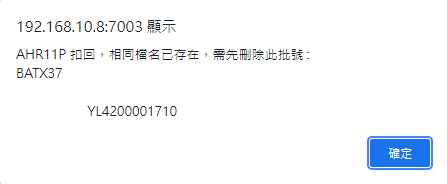 192.168.10.8:7003 顯示
AHR11P 扣回，相同檔名已存在，需先刪除此批號 :
BATX37
YL4200001710
確定